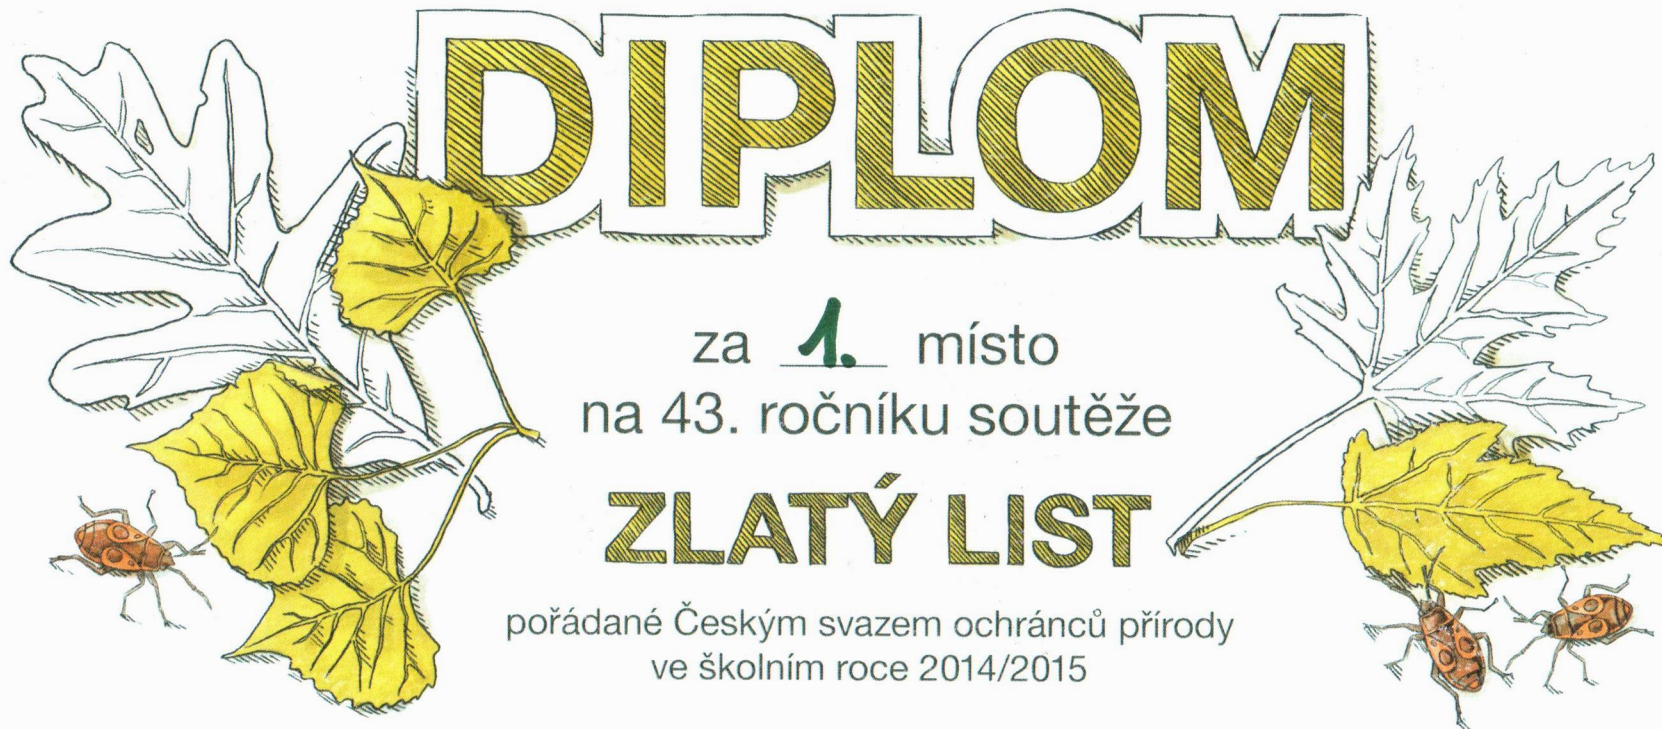 DIPLOM
za 1. místo
na 43. ročníku soutěže
ZLATÝ LIST
pořádané Českým svazem ochránců přírody
ve školním roce 2014/2015